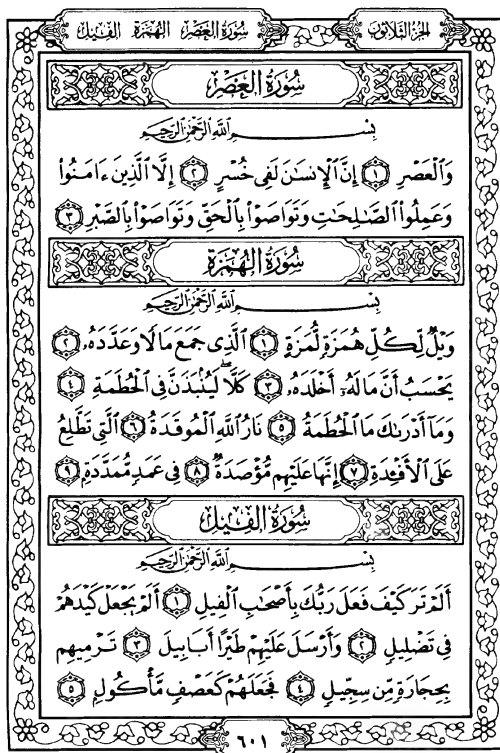 الجزء الثلاثون
سورة العصر الهمزة الفيل
سُورَةُ العَصْرِ
بِسْمِ ٱللَّهِ ٱلرَّحْمَٰنِ ٱلرَّحِيمِ
وَٱلْعَصْرِ ۝١ إِنَّ ٱلْإِنسَٰنَ لَفِى خُسْرٍ ۝٢ إِلَّا ٱلَّذِينَ ءَامَنُوا۟
وَعَمِلُوا۟ ٱلصَّٰلِحَٰتِ وَتَوَاصَوْا۟ بِٱلْحَقِّ وَتَوَاصَوْا۟ بِٱلصَّبْرِ ۝٣
سُورَةُ الهُمَزَةِ
بِسْمِ ٱللَّهِ ٱلرَّحْمَٰنِ ٱلرَّحِيمِ
وَيْلٌ لِّكُلِّ هُمَزَةٍ لُّمَزَةٍ ۝١ ٱلَّذِى جَمَعَ مَالًا وَعَدَّدَهُۥ ۝٢
يَحْسَبُ أَنَّ مَالَهُۥٓ أَخْلَدَهُۥ ۝٣ كَلَّا ۖ لَيُنۢبَذَنَّ فِى ٱلْحُطَمَةِ ۝٤
وَمَآ أَدْرَىٰكَ مَا ٱلْحُطَمَةُ ۝٥ نَارُ ٱللَّهِ ٱلْمُوقَدَةُ ۝٦ ٱلَّتِى تَطَّلِعُ
عَلَى ٱلْأَفْـِٔدَةِ ۝٧ إِنَّهَا عَلَيْهِم مُّؤْصَدَةٌ ۝٨ فِى عَمَدٍ مُّمَدَّدَةٍۭ ۝٩
سُورَةُ الفِيلِ
بِسْمِ ٱللَّهِ ٱلرَّحْمَٰنِ ٱلرَّحِيمِ
أَلَمْ تَرَ كَيْفَ فَعَلَ رَبُّكَ بِأَصْحَٰبِ ٱلْفِيلِ ۝١ أَلَمْ يَجْعَلْ كَيْدَهُمْ
فِى تَضْلِيلٍ ۝٢ وَأَرْسَلَ عَلَيْهِمْ طَيْرًا أَبَابِيلَ ۝٣ تَرْمِيهِم
بِحِجَارَةٍ مِّن سِجِّيلٍ ۝٤ فَجَعَلَهُمْ كَعَصْفٍ مَّأْكُولٍۭ ۝٥
٦٠١